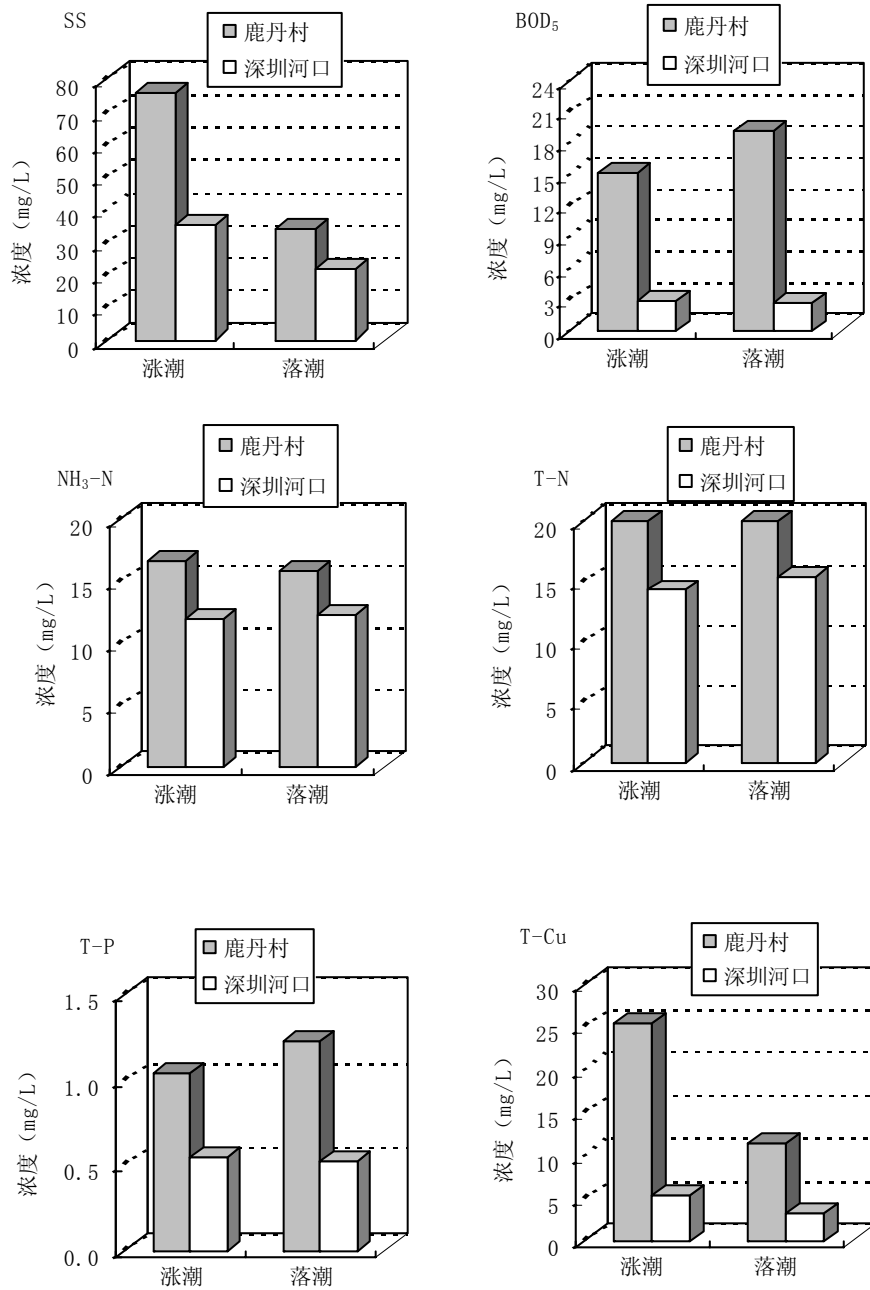 SS
鹿丹村
深圳河口
浓度（mg/L）
80
70
60
50
40
30
20
10
0
涨潮
落潮
BOD₅
鹿丹村
深圳河口
浓度（mg/L）
24
21
18
15
12
9
6
3
0
涨潮
落潮
NH₃-N
鹿丹村
深圳河口
浓度（mg/L）
20
15
10
5
0
涨潮
落潮
T-N
鹿丹村
深圳河口
浓度（mg/L）
20
15
10
5
0
涨潮
落潮
T-P
鹿丹村
深圳河口
浓度（mg/L）
1.5
1.0
0.5
0.0
涨潮
落潮
T-Cu
鹿丹村
深圳河口
浓度（mg/L）
30
25
20
15
10
5
0
涨潮
落潮